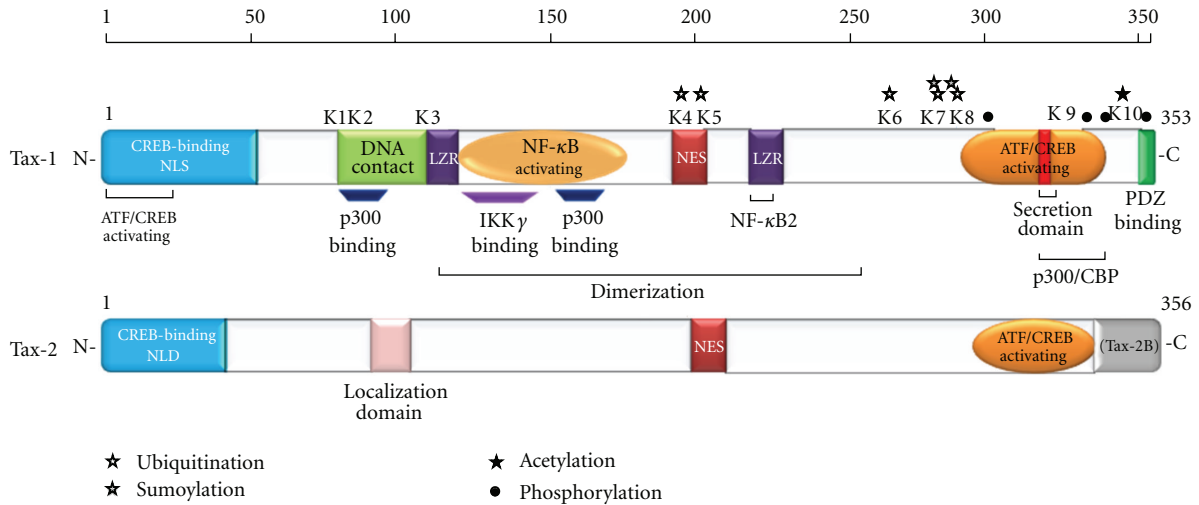 1 50 100 150 200 250 300 350
1 K1 K2 K3 K4 K5 K6 K7 K8 K 9 K10 353
Tax-1 N- CREB-binding NLS DNA contact LZR NF-κB activating NES LZR ATF/CREB activating -C
ATF/CREB activating
p300 binding
IKKγ binding
p300 binding
NF-κB2
Secretion domain
PDZ binding
p300/CBP
Dimerization
1 356
Tax-2 N- CREB-binding NLD NES ATF/CREB activating (Tax-2B) -C
Localization domain
Ubiquitination
Sumoylation
Acetylation
Phosphorylation